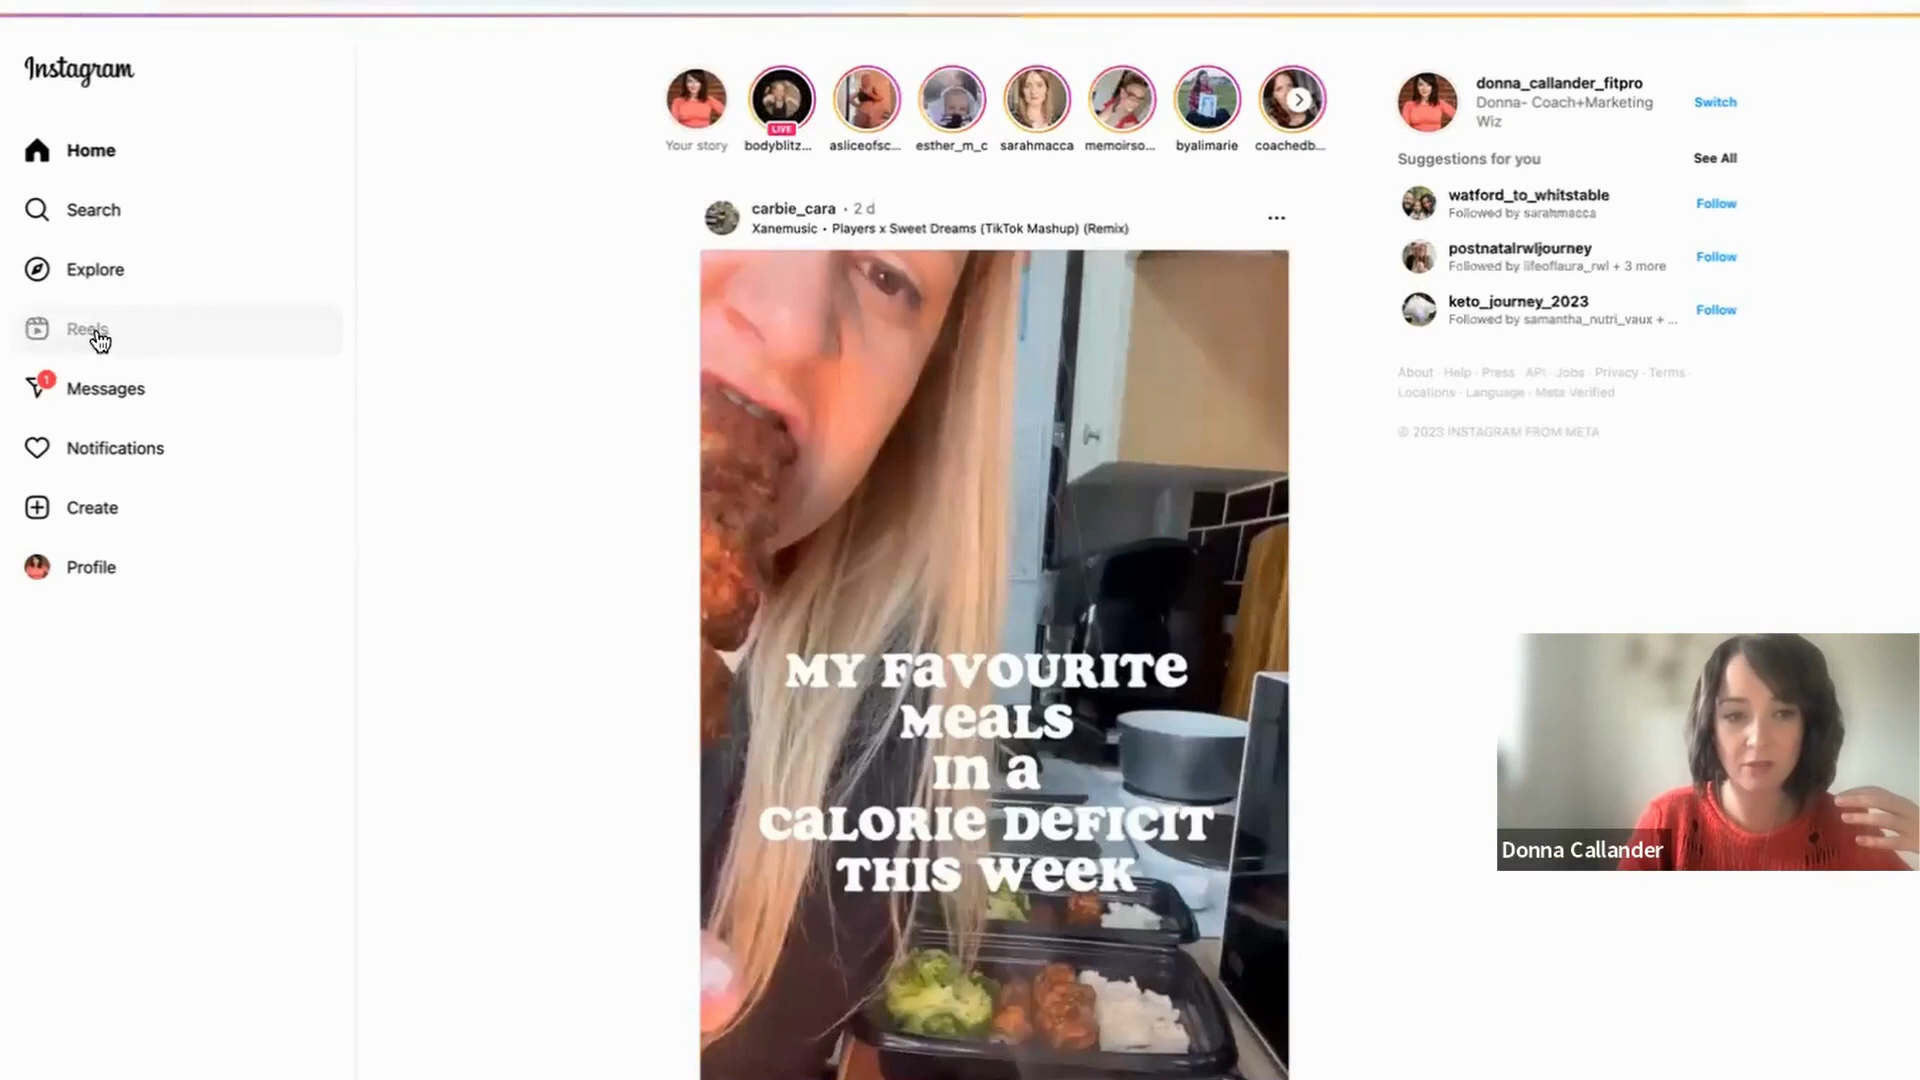 Instagram
Home
Search
Explore
Reels
1
Messages
Notifications
Create
Profile
LIVE
Your story
bodyblitz...
asliceofsc...
esther_m_c
sarahmacca
memoirso...
byalimarie
coachedb...
carbie_cara · 2 d
Xanemusic • Players x Sweet Dreams (TikTok Mashup) (Remix)
MY FAVOURITE
MEALS
IN A
CALORIE DEFICIT
THIS WEEK
donna_callander_fitpro
Donna- Coach+Marketing
Wiz
Switch
Suggestions for you
See All
watford_to_whitstable
Followed by sarahmacca
Follow
postnatalrwljourney
Followed by lifeoflaura_rwl + 3 more
Follow
keto_journey_2023
Followed by samantha_nutri_vaux + ...
Follow
About · Help · Press · API · Jobs · Privacy · Terms ·
Locations · Language · Meta Verified
© 2023 INSTAGRAM FROM META
Donna Callander